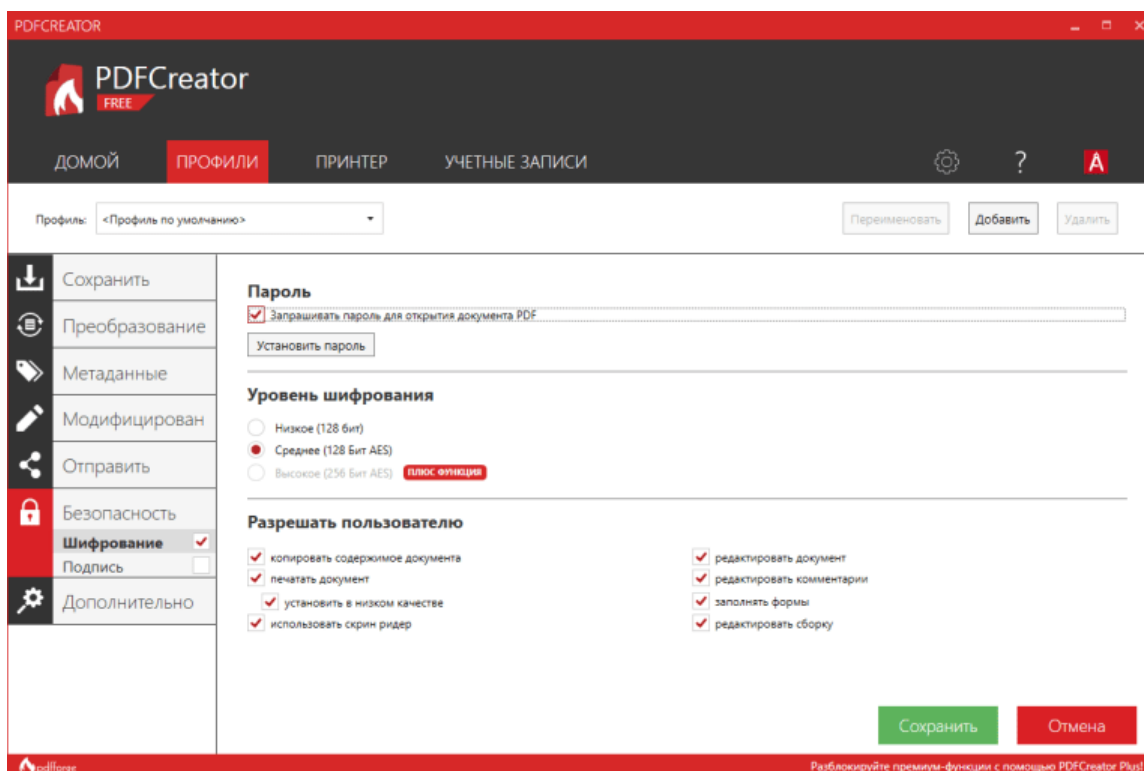 PDFCREATOR
PDFCreator
FREE
ДОМОЙ ПРОФИЛИ ПРИНТЕР УЧЕТНЫЕ ЗАПИСИ ?
Профиль: <Профиль по умолчанию> Переименовать Добавить Удалить
Сохранить
Преобразование
Метаданные
Модифицирован
Отправить
Безопасность
Шифрование
Подпись
Дополнительно
Пароль
Запрашивать пароль для открытия документа PDF
Установить пароль
Уровень шифрования
Низкое (128 бит)
Среднее (128 Бит AES)
Высокое (256 Бит AES) ПЛЮС ФУНКЦИЯ
Разрешать пользователю
копировать содержимое документа
печатать документ
установить в низком качестве
использовать скрин ридер
редактировать документ
редактировать комментарии
заполнять формы
редактировать сборку
Сохранить Отмена
pdfforge Разблокируйте премиум-функции с помощью PDFCreator Plus!